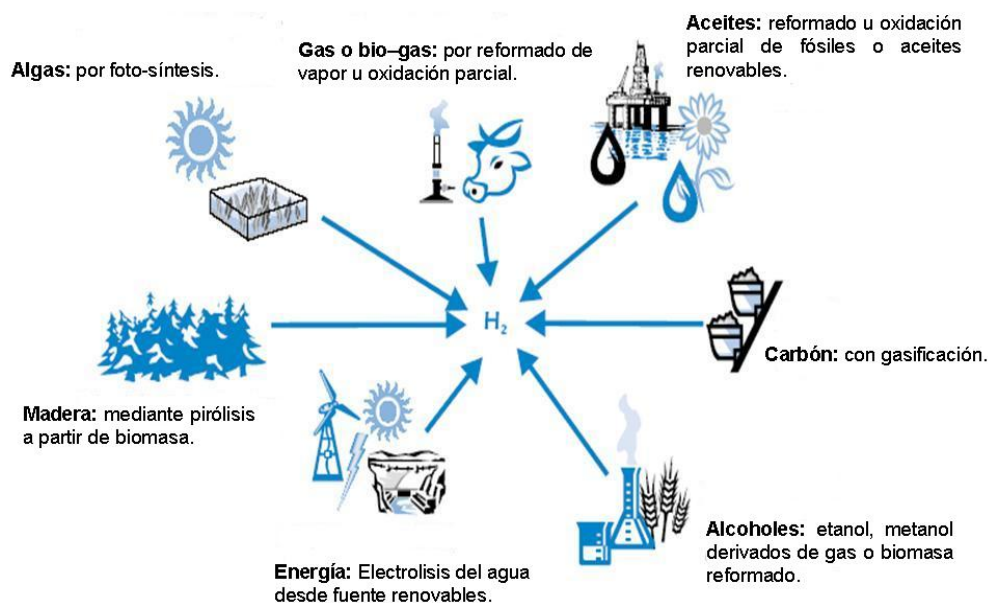 Algas: por foto-síntesis.
Gas o bio–gas: por reformado de
vapor u oxidación parcial.
Aceites: reformado u oxidación
parcial de fósiles o aceites
renovables.
H2
Carbón: con gasificación.
Madera: mediante pirólisis
a partir de biomasa.
Energía: Electrolisis del agua
desde fuente renovables.
Alcoholes: etanol, metanol
derivados de gas o biomasa
reformado.